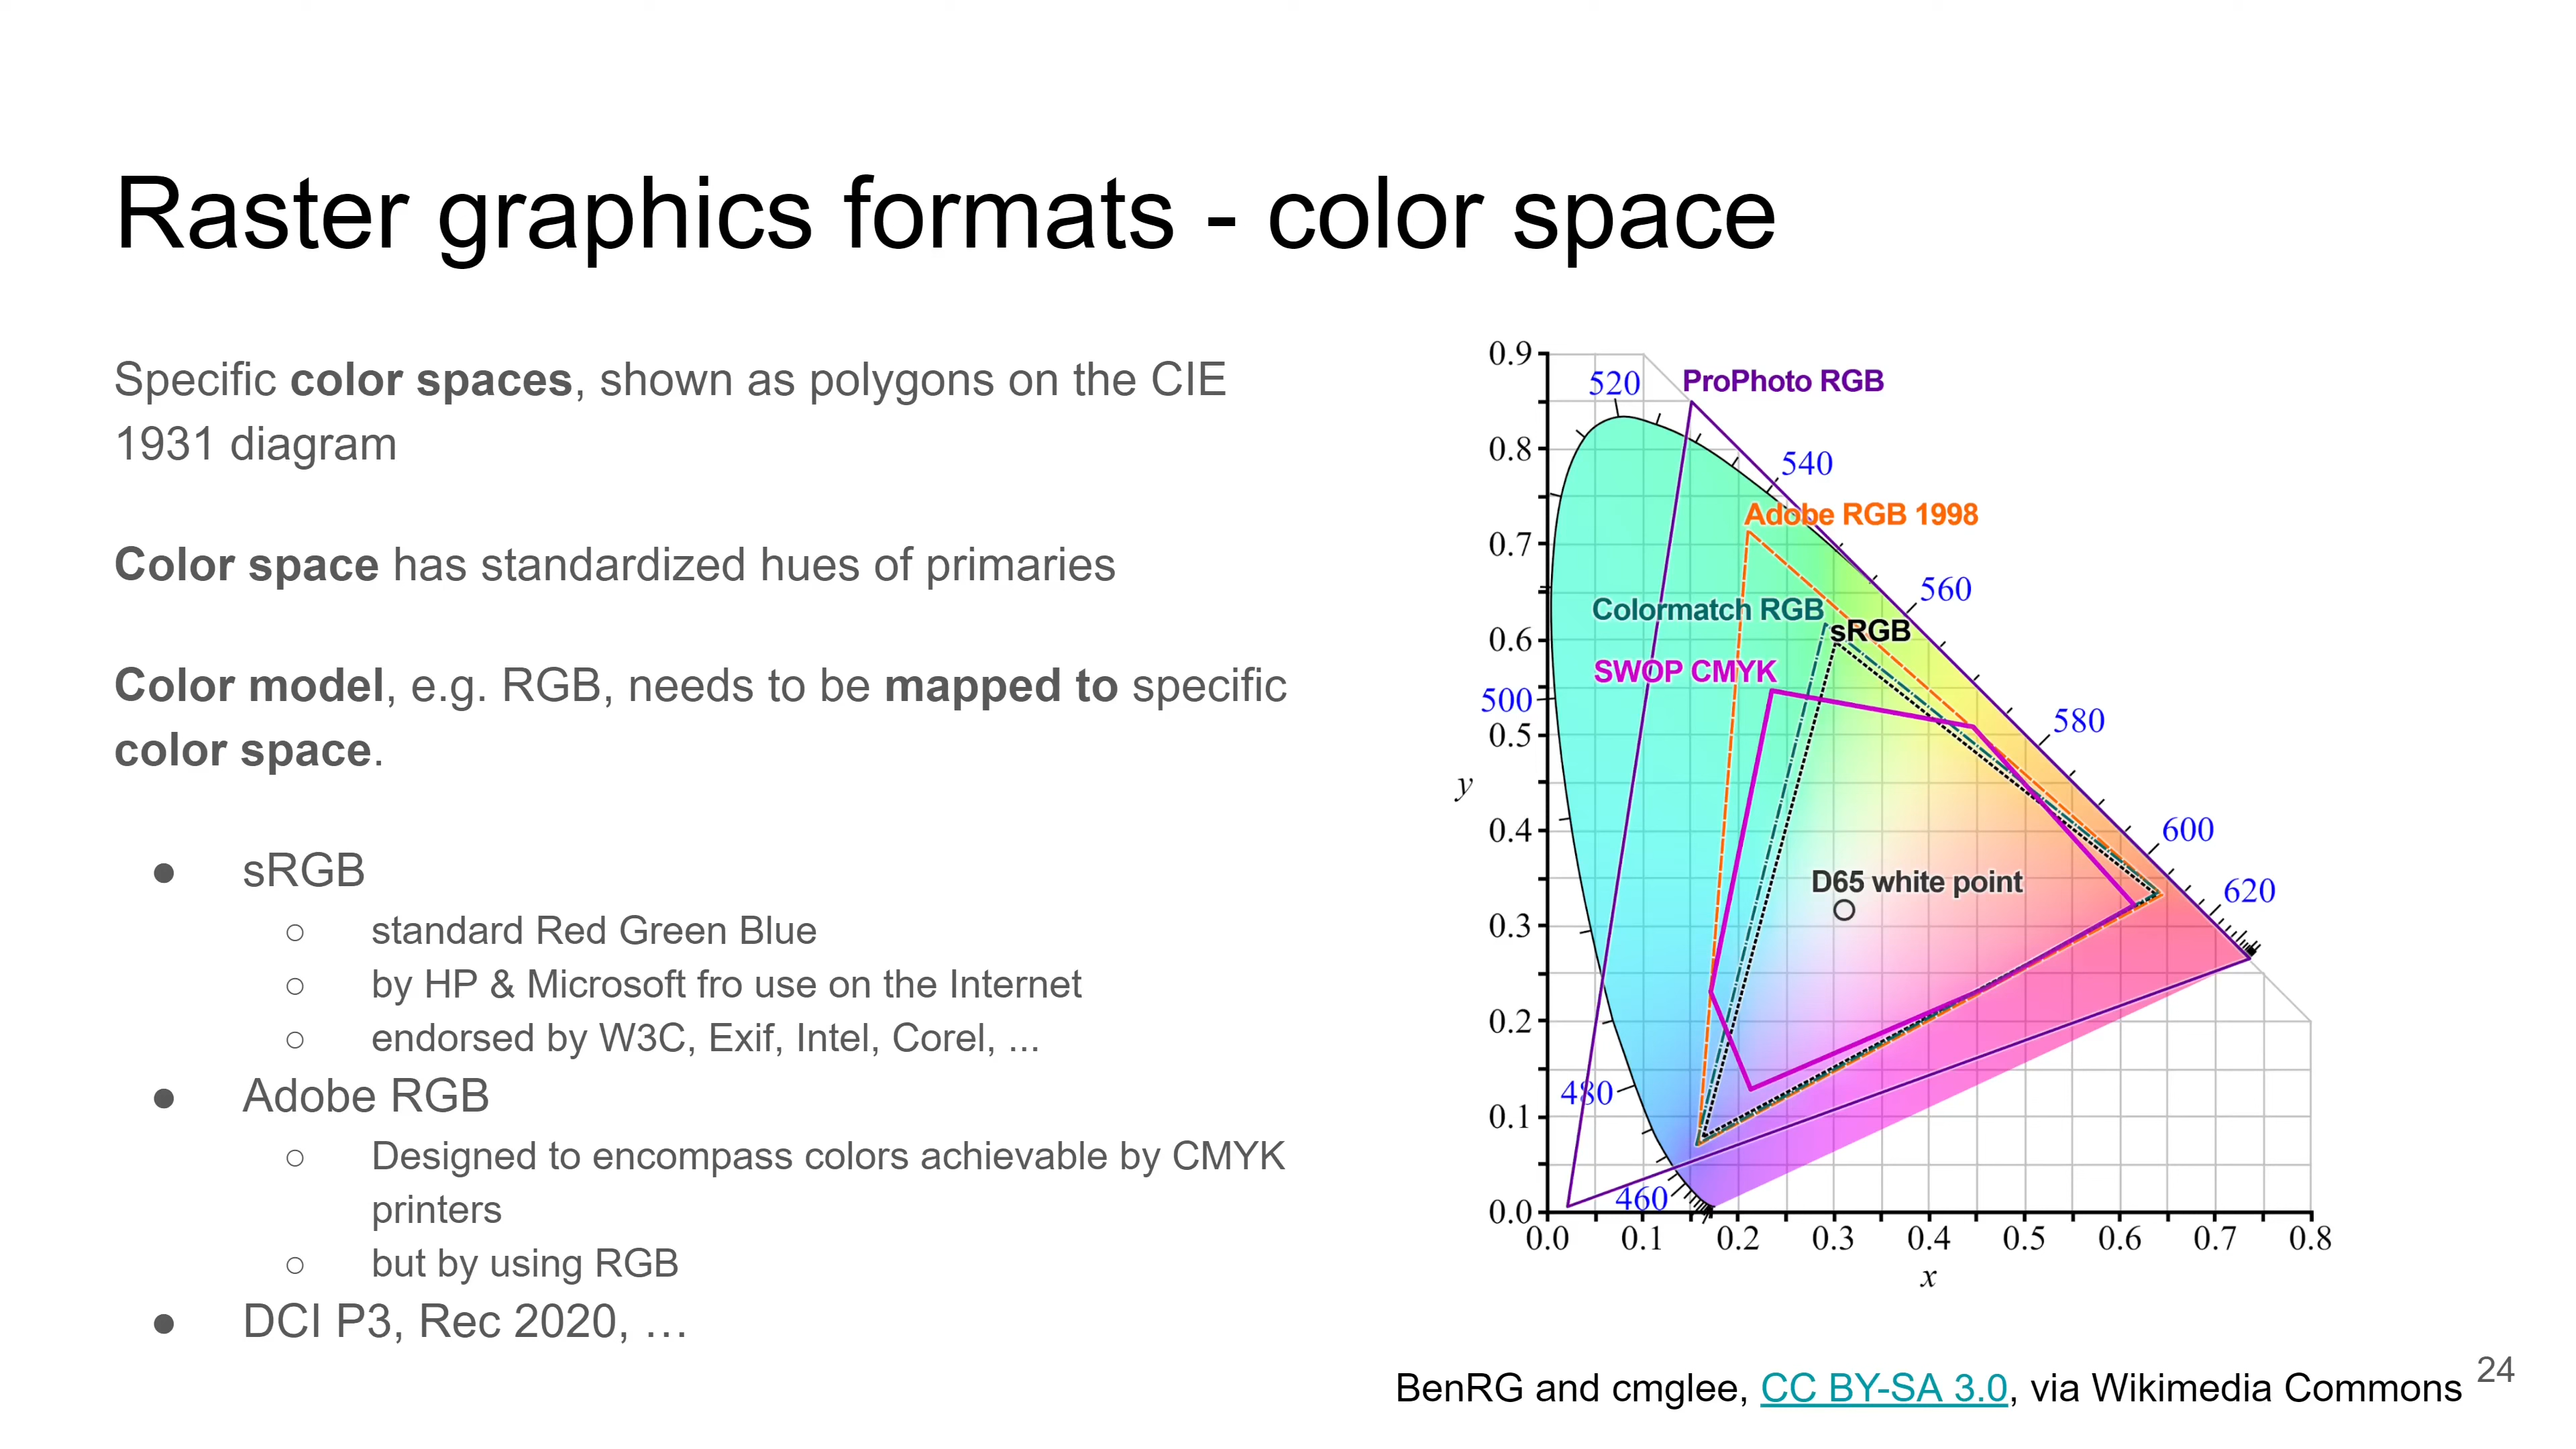 Raster graphics formats - color space
Specific color spaces, shown as polygons on the CIE
1931 diagram
Color space has standardized hues of primaries
Color model, e.g. RGB, needs to be mapped to specific
color space.
● sRGB
○ standard Red Green Blue
○ by HP & Microsoft fro use on the Internet
○ endorsed by W3C, Exif, Intel, Corel, ...
● Adobe RGB
○ Designed to encompass colors achievable by CMYK
printers
○ but by using RGB
● DCI P3, Rec 2020, …
0.9
520
ProPhoto RGB
0.8
540
Adobe RGB 1998
0.7
560
Colormatch RGB
sRGB
0.6
SWOP CMYK
500
580
0.5
y
0.4
600
D65 white point
620
0.3
0.2
480
0.1
460
0.0
0.0 0.1 0.2 0.3 0.4 0.5 0.6 0.7 0.8
x
BenRG and cmglee, CC BY-SA 3.0, via Wikimedia Commons
24